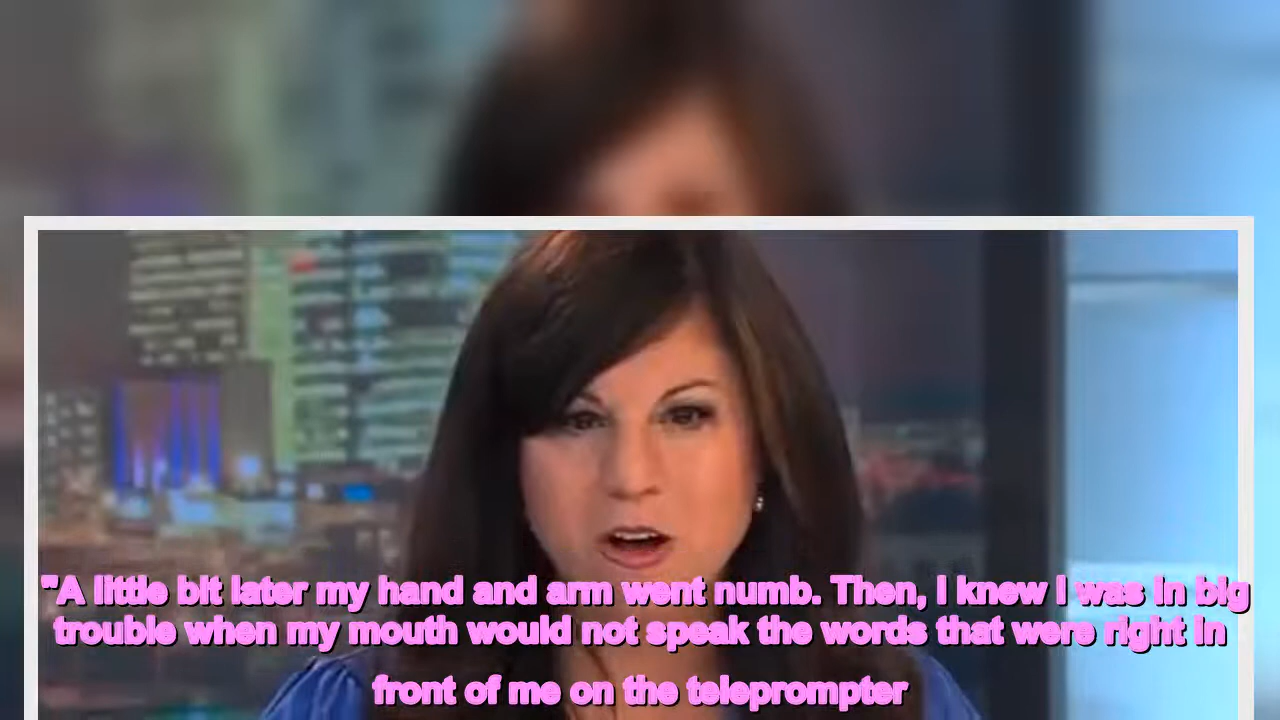 "A little bit later my hand and arm went numb. Then, I knew I was in big
trouble when my mouth would not speak the words that were right in
front of me on the teleprompter